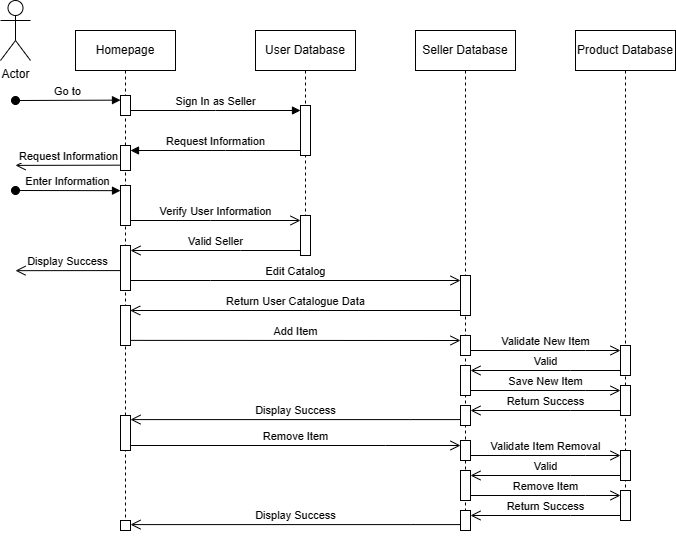 Actor
Homepage
User Database
Seller Database
Product Database
Go to
Sign In as Seller
Request Information
Request Information
Enter Information
Verify User Information
Valid Seller
Display Success
Edit Catalog
Return User Catalogue Data
Add Item
Validate New Item
Valid
Save New Item
Return Success
Display Success
Remove Item
Validate Item Removal
Valid
Remove Item
Return Success
Display Success